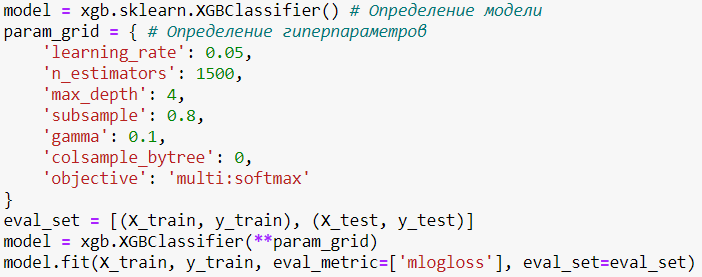 model = xgb.sklearn.XGBClassifier() # Определение модели
param_grid = { # Определение гиперпараметров
    'learning_rate': 0.05,
    'n_estimators': 1500,
    'max_depth': 4,
    'subsample': 0.8,
    'gamma': 0.1,
    'colsample_bytree': 0,
    'objective': 'multi:softmax'
}
eval_set = [(X_train, y_train), (X_test, y_test)]
model = xgb.XGBClassifier(**param_grid)
model.fit(X_train, y_train, eval_metric=['mlogloss'], eval_set=eval_set)